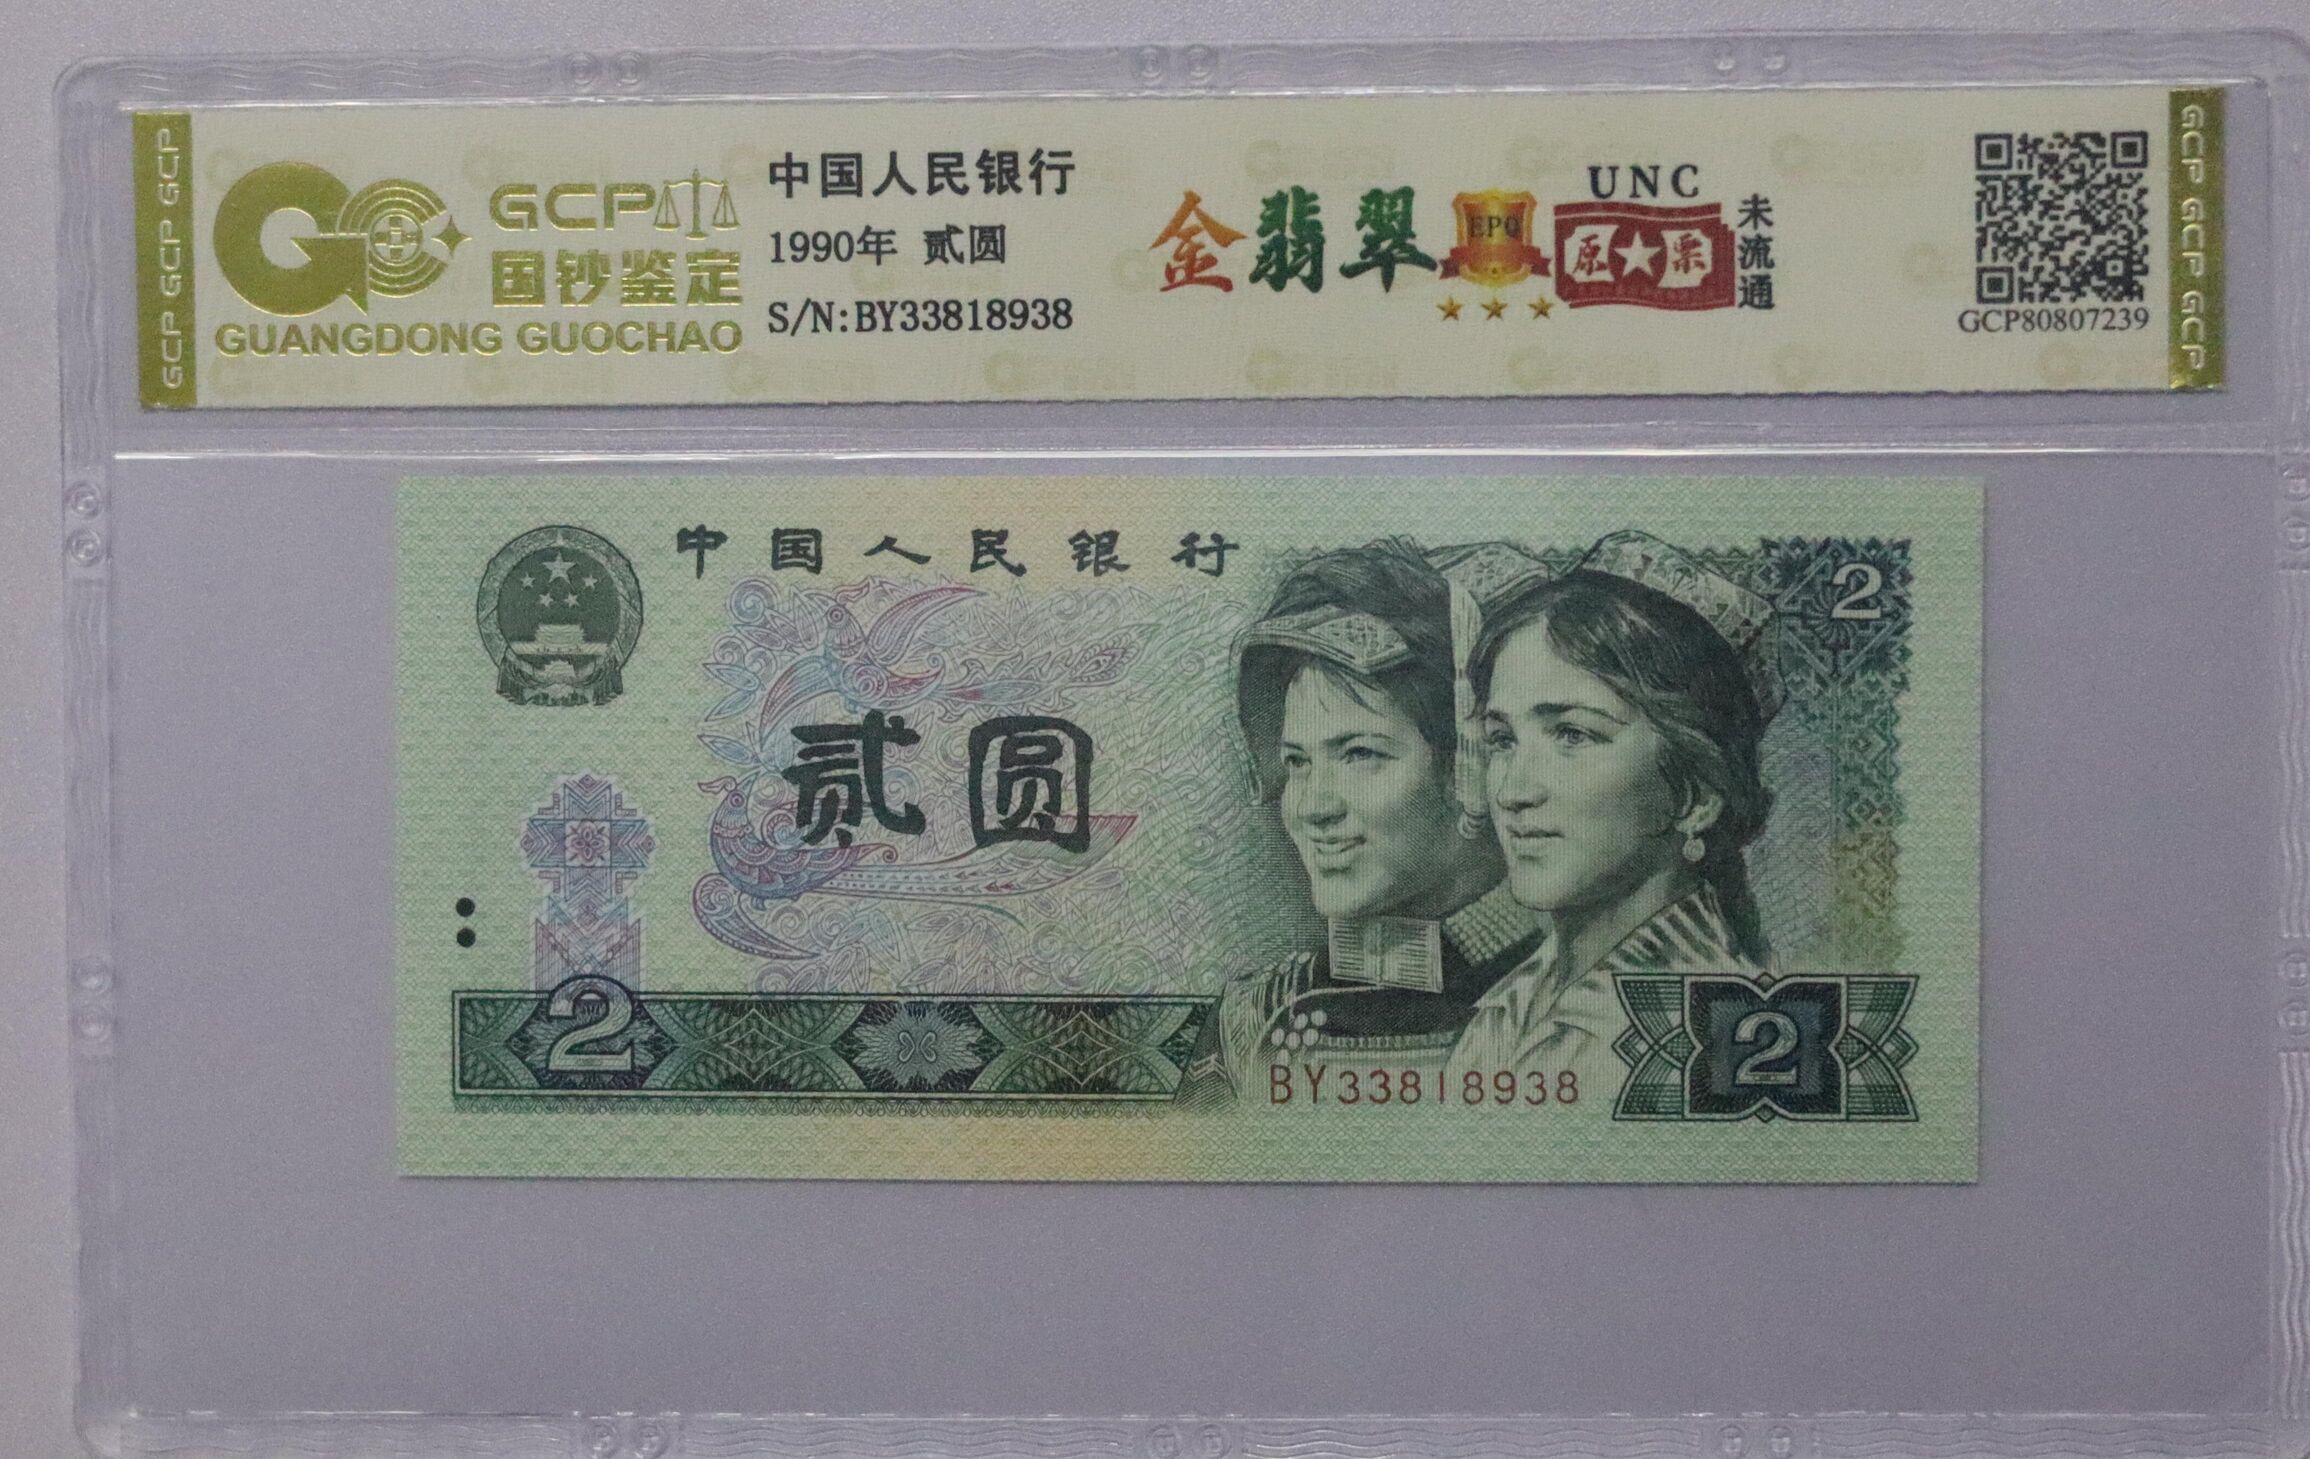 GCP GCP GCP
GCP
国钞鉴定
GUANGDONG GUOCHAO
中国人民银行
1990年 贰圆
S/N:BY33818938
金翡翠
EPQ
UNC
原★票
未流通
GCP80807239
GCP GCP GCP
中国人民银行
2
贰圆
2
BY33818938
2